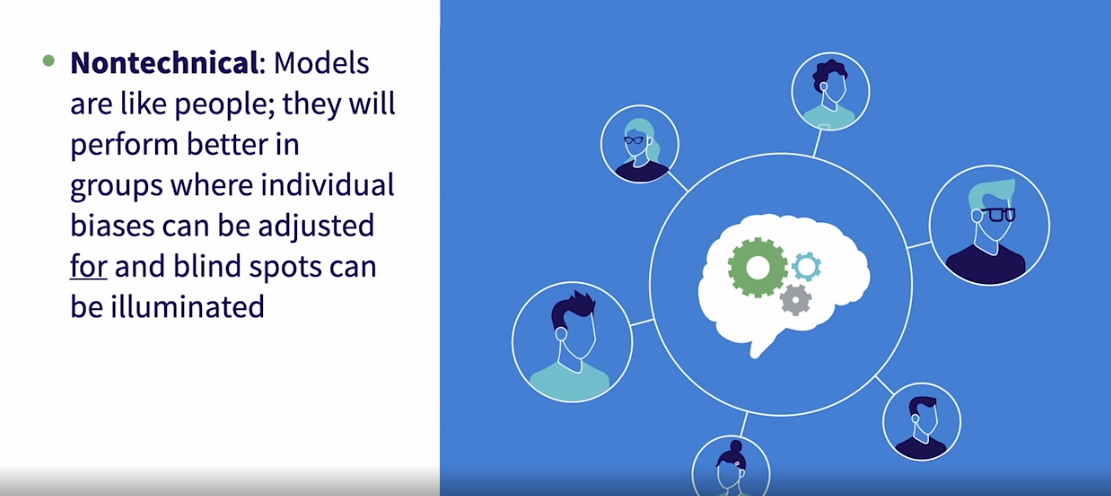 Nontechnical: Models
are like people; they will
perform better in
groups where individual
biases can be adjusted
for and blind spots can
be illuminated